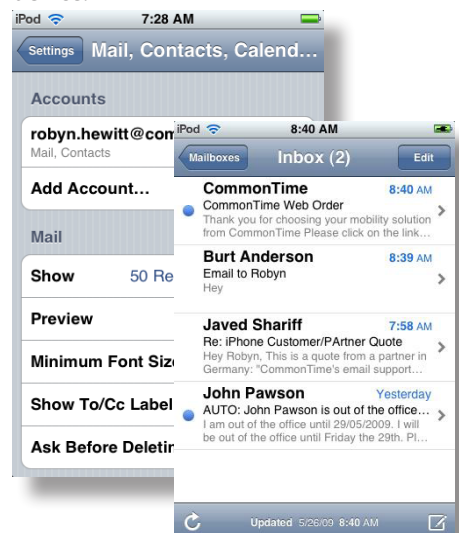 iPod 7:28 AM
Settings Mail, Contacts, Calend...
Accounts
robyn.hewitt@com
Mail, Contacts
Add Account...
Mail
Show 50 Re
Preview
Minimum Font Size
Show To/Cc Label
Ask Before Deletin
iPod 8:40 AM
Mailboxes Inbox (2) Edit
CommonTime 8:40 AM
CommonTime Web Order
Thank you for choosing your mobility solution
from CommonTime Please click on the link...
Burt Anderson 8:39 AM
Email to Robyn
Hey
Javed Shariff 7:58 AM
Re: iPhone Customer/PArtner Quote
Hey Robyn, This is a quote from a partner in
Germany: "CommonTime's email support...
John Pawson Yesterday
AUTO: John Pawson is out of the office...
I am out of the office until 29/05/2009. I will
be out of the office until Friday the 29th. Pl...
Updated 5/26/09 8:40 AM